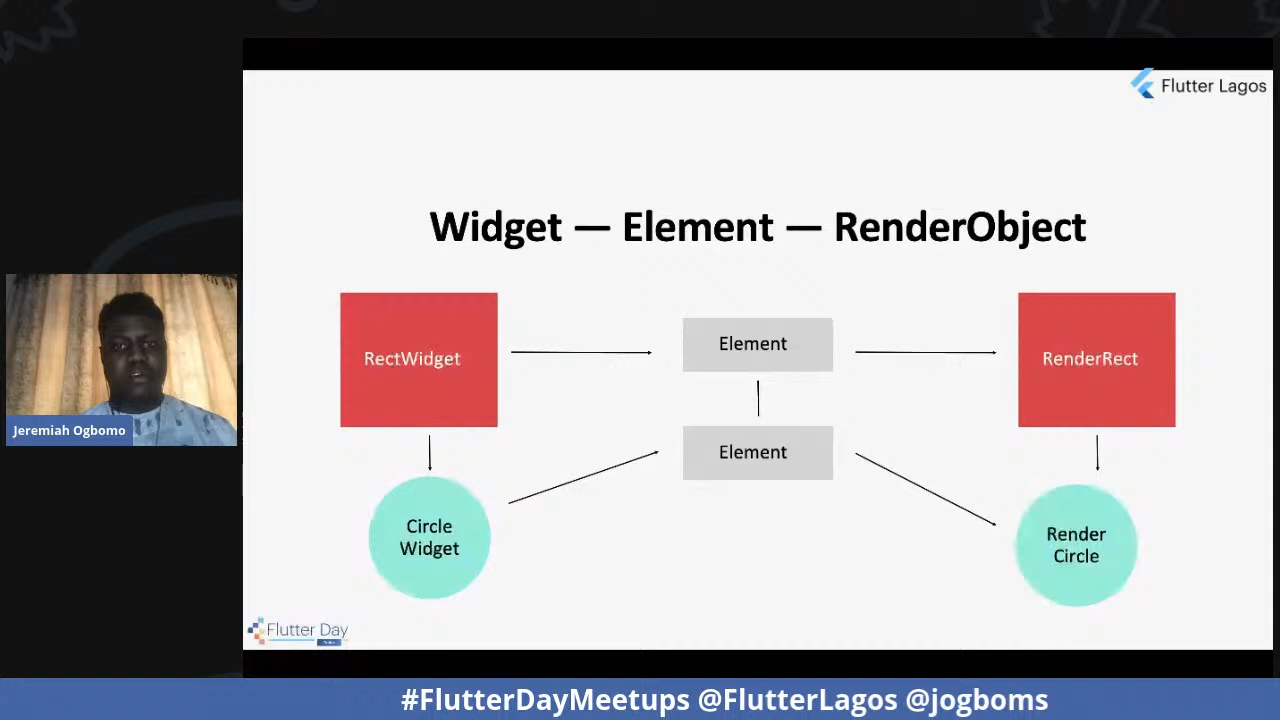 Flutter Lagos
Widget — Element — RenderObject
RectWidget
Element
RenderRect
Element
Circle
Widget
Render
Circle
Jeremiah Ogbomo
Flutter Day
#FlutterDayMeetups @FlutterLagos @jogboms